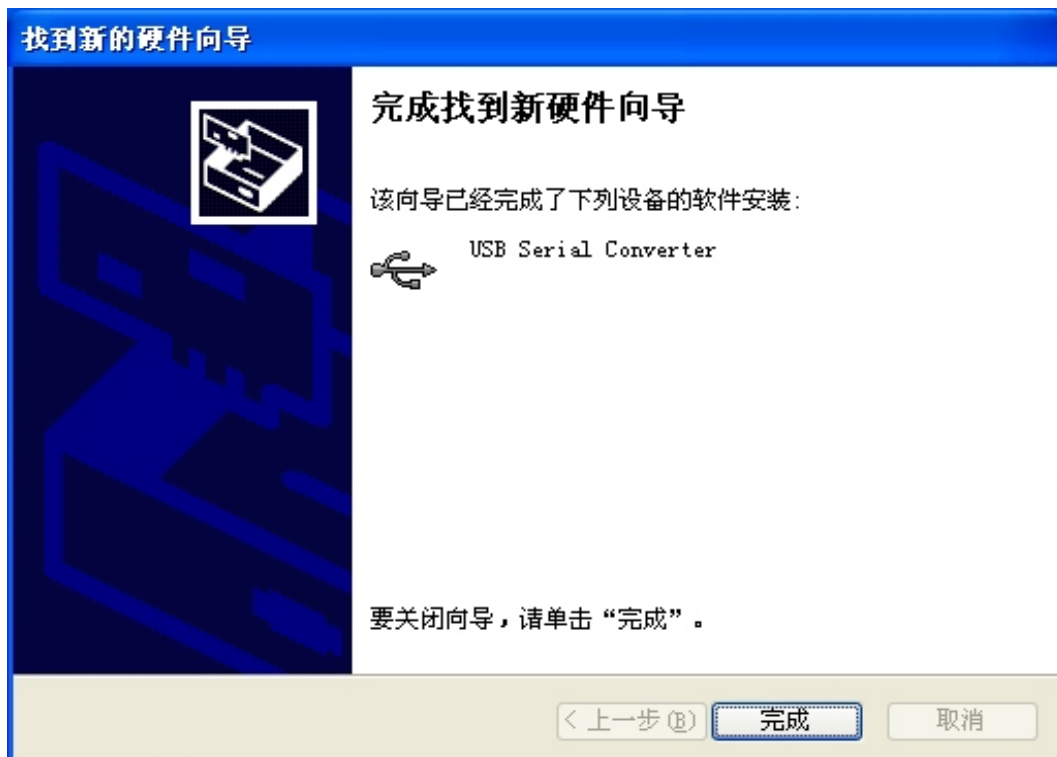 找到新的硬件向导
完成找到新硬件向导
该向导已经完成了下列设备的软件安装:
USB Serial Converter
要关闭向导，请单击“完成”。
< 上一步(B)
完成
取消